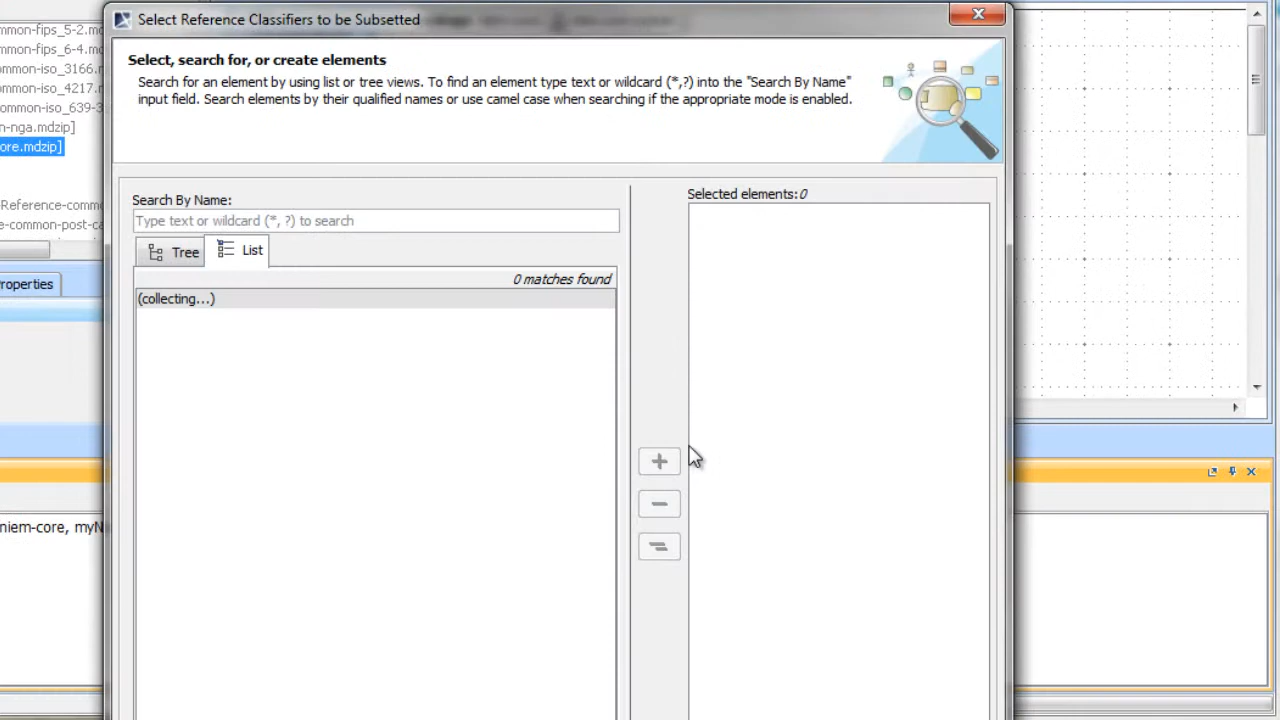 Select Reference Classifiers to be Subsetted
Select, search for, or create elements
Search for an element by using list or tree views. To find an element type text or wildcard (*,?) into the "Search By Name"
input field. Search elements by their qualified names or use camel case when searching if the appropriate mode is enabled.
mmon-fips_5-2.m
mmon-fips_6-4.m
ommon-iso_3166.r
ommon-iso_4217.r
ommon-iso_639-3
n-nga.mdzip]
ore.mdzip]
Reference-comm
e-common-post-ca
roperties
niem-core, myN
Search By Name:
Type text or wildcard (*, ?) to search
Tree
List
0 matches found
(collecting...)
Selected elements:0